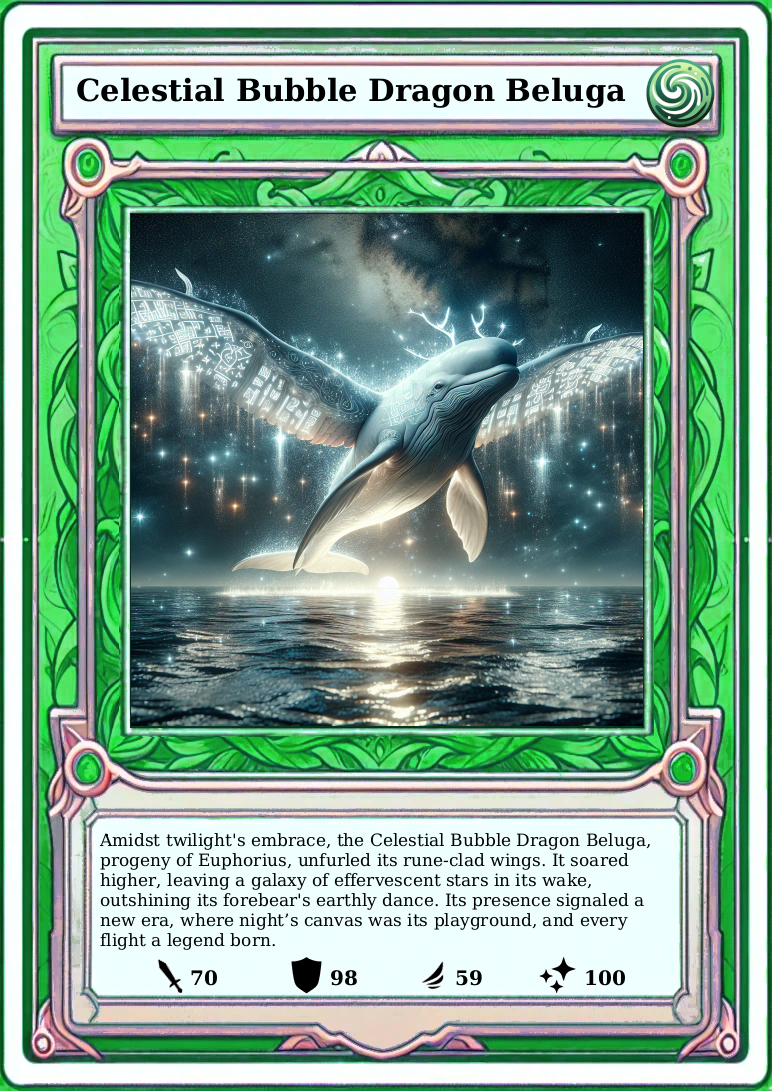 Celestial Bubble Dragon Beluga
Amidst twilight's embrace, the Celestial Bubble Dragon Beluga,
progeny of Euphorius, unfurled its rune-clad wings. It soared
higher, leaving a galaxy of effervescent stars in its wake,
outshining its forebear's earthly dance. Its presence signaled a
new era, where night’s canvas was its playground, and every
flight a legend born.
70 98 59 100